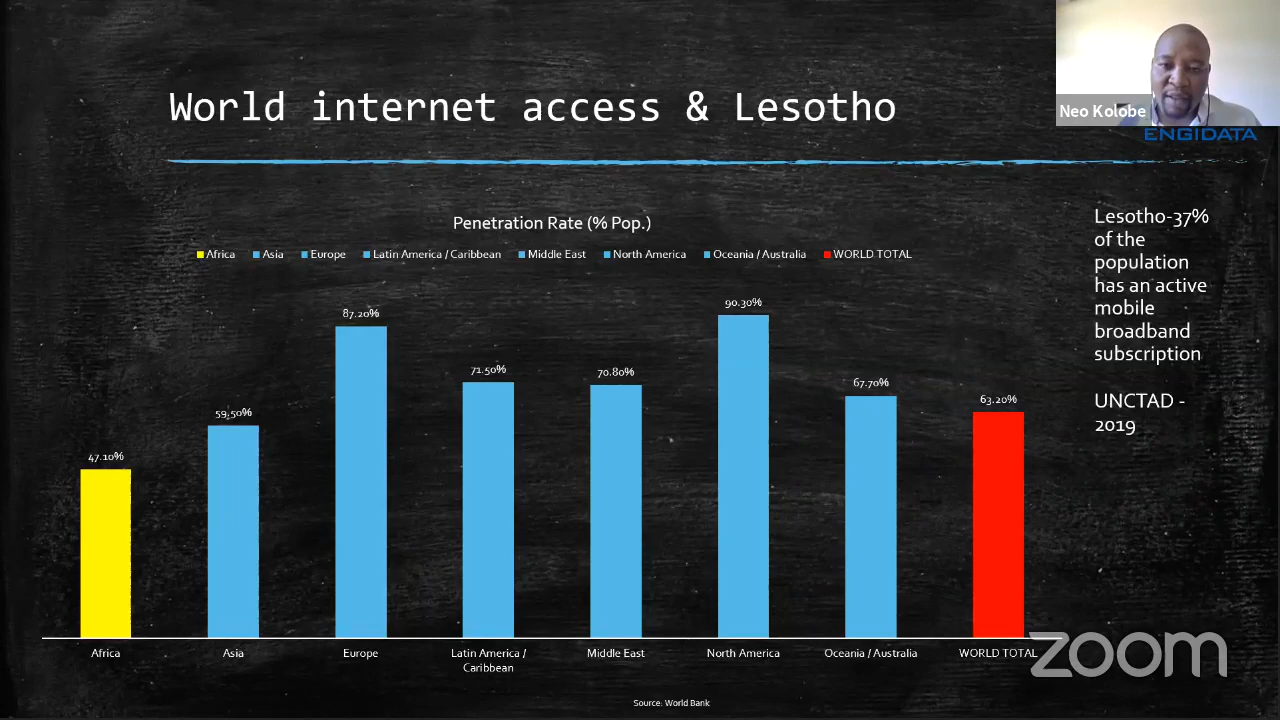 World internet access & Lesotho
Neo Kolobe
ENGIDATA
Penetration Rate (% Pop.)
Africa Asia Europe Latin America / Caribbean Middle East North America Oceania / Australia WORLD TOTAL
47.10%
59,50%
87.20%
71.50%
70.80%
90.30%
67.70%
63.20%
Africa
Asia
Europe
Latin America /
Caribbean
Middle East
North America
Oceania / Australia
WORLD TOTAL
Lesotho-37%
of the
population
has an active
mobile
broadband
subscription
UNCTAD -
2019
zoom
Source: World Bank